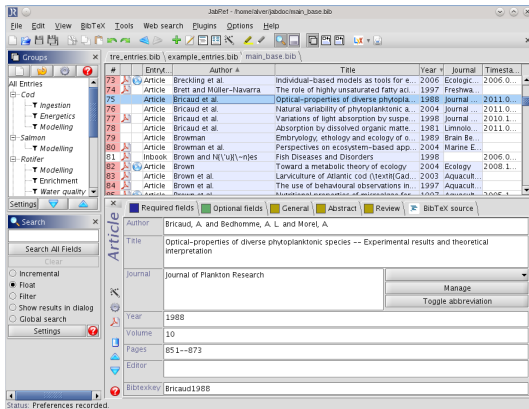 JabRef - /home/alver/jabdoc/main_base.bib
File Edit View BibTeX Tools Web search Plugins Options Help
Groups
tre_entries.bib example_entries.bib main_base.bib
# Entryt... Author Title Year Journal Timesta...
All Entries
Cod
Ingestion
Energetics
Modelling
Salmon
Modelling
Rotifer
Modelling
Enrichment
Water quality
Settings
73 Article Breckling et al. Individual-based models as tools for e... 2006 Ecologic... 2006.0...
74 Article Brett and Müller-Navarra The role of highly unsaturated fatty aci... 1997 Freshwa...
75 Article Bricaud et al. Optical-properties of diverse phytopla... 1988 Journal ... 2011.0...
76 Article Bricaud et al. Natural variability of phytoplanktonic a... 2004 Journal ... 2011.0...
77 Article Bricaud et al. Variations of light absorption by suspe... 1998 Journal ... 2010.1...
78 Article Bricaud et al. Absorption by dissolved organic matte... 1981 Limnolo... 2011.0...
79 Article Browman Embryology, ethology and ecology of o... 1989 Brain Be...
80 Article Browman et al. Perspectives on ecosystem-based app... 2004 Marine E...
81 Inbook Brown and N{\'\u}{\~n}es Fish Diseases and Disorders 1998 2006.0...
82 Article Brown et al. Toward a metabolic theory of ecology 2004 Ecology 2008.1...
83 Article Brown et al. Larviculture of Atlantic cod (\textit{Gad... 2003 Aquacult...
84 Article Brown et al. The use of behavioural observations in... 1997 Aquacult...
Search
Search All Fields
Clear
Incremental
Float
Filter
Show results in dialog
Global search
Settings
Article
Required fields Optional fields General Abstract Review BibTeX source
Author Bricaud, A. and Bedhomme, A. L. and Morel, A.
Title Optical-properties of diverse phytoplanktonic species -- Experimental results and theoretical
interpretation
Journal Journal of Plankton Research
Manage
Toggle abbreviation
Year 1988
Volume 10
Pages 851--873
Editor
Bibtexkey Bricaud1988
Status: Preferences recorded.